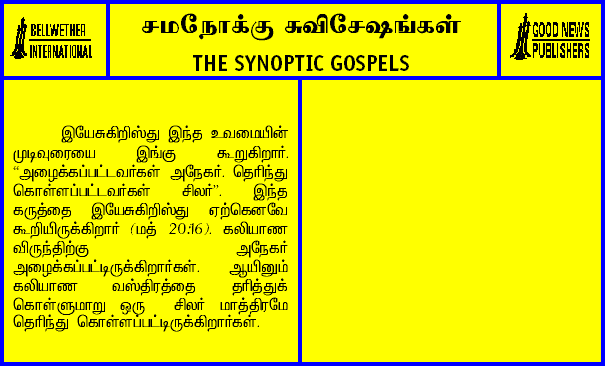 BELLWETHER
INTERNATIONAL
சமநோக்கு சுவிசேஷங்கள்
THE SYNOPTIC GOSPELS
GOOD NEWS
PUBLISHERS
இயேசுகிறிஸ்து இந்த உவமையின்
முடிவுரையை இங்கு கூறுகிறார்.
“அழைக்கப்பட்டவர்கள் அநேகர். தெரிந்து
கொள்ளப்பட்டவர்கள் சிலர்”. இந்த
கருத்தை இயேசுகிறிஸ்து ஏற்கெனவே
கூறியிருக்கிறார் (மத் 20:16). கலியாண
விருந்திற்கு அநேகர்
அழைக்கப்பட்டிருக்கிறார்கள். ஆயினும்
கலியாண வஸ்திரத்தை தரித்துக்
கொள்ளுமாறு ஒரு சிலர் மாத்திரமே
தெரிந்து கொள்ளப்பட்டிருக்கிறார்கள்.